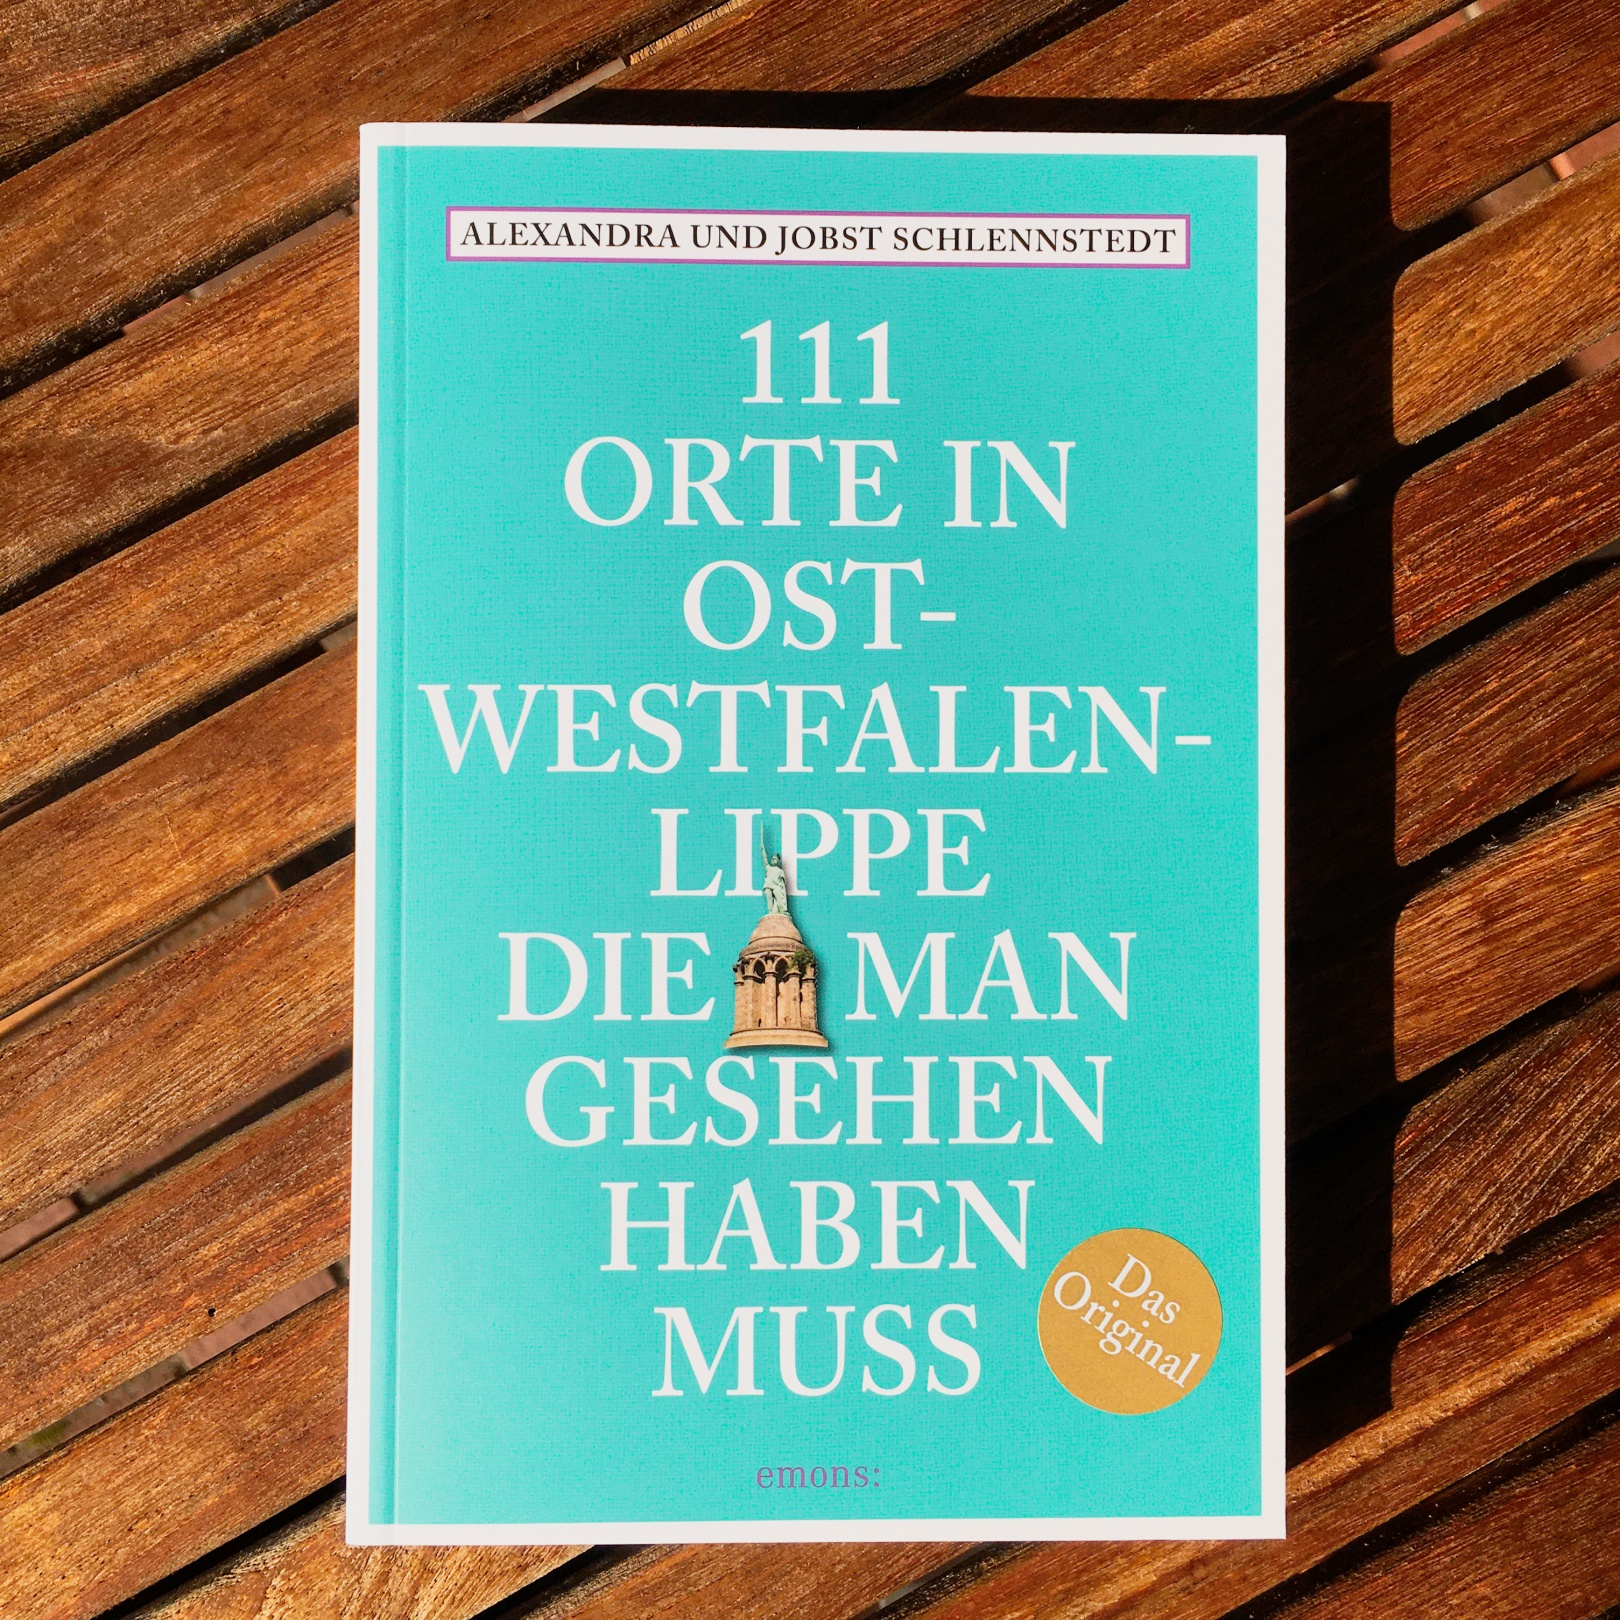 ALEXANDRA UND JOBST SCHLENNSTEDT
111
ORTE IN
OST-
WESTFALEN-
LIPPE
DIE MAN
GESEHEN
HABEN
MUSS
Das
Original
emons: